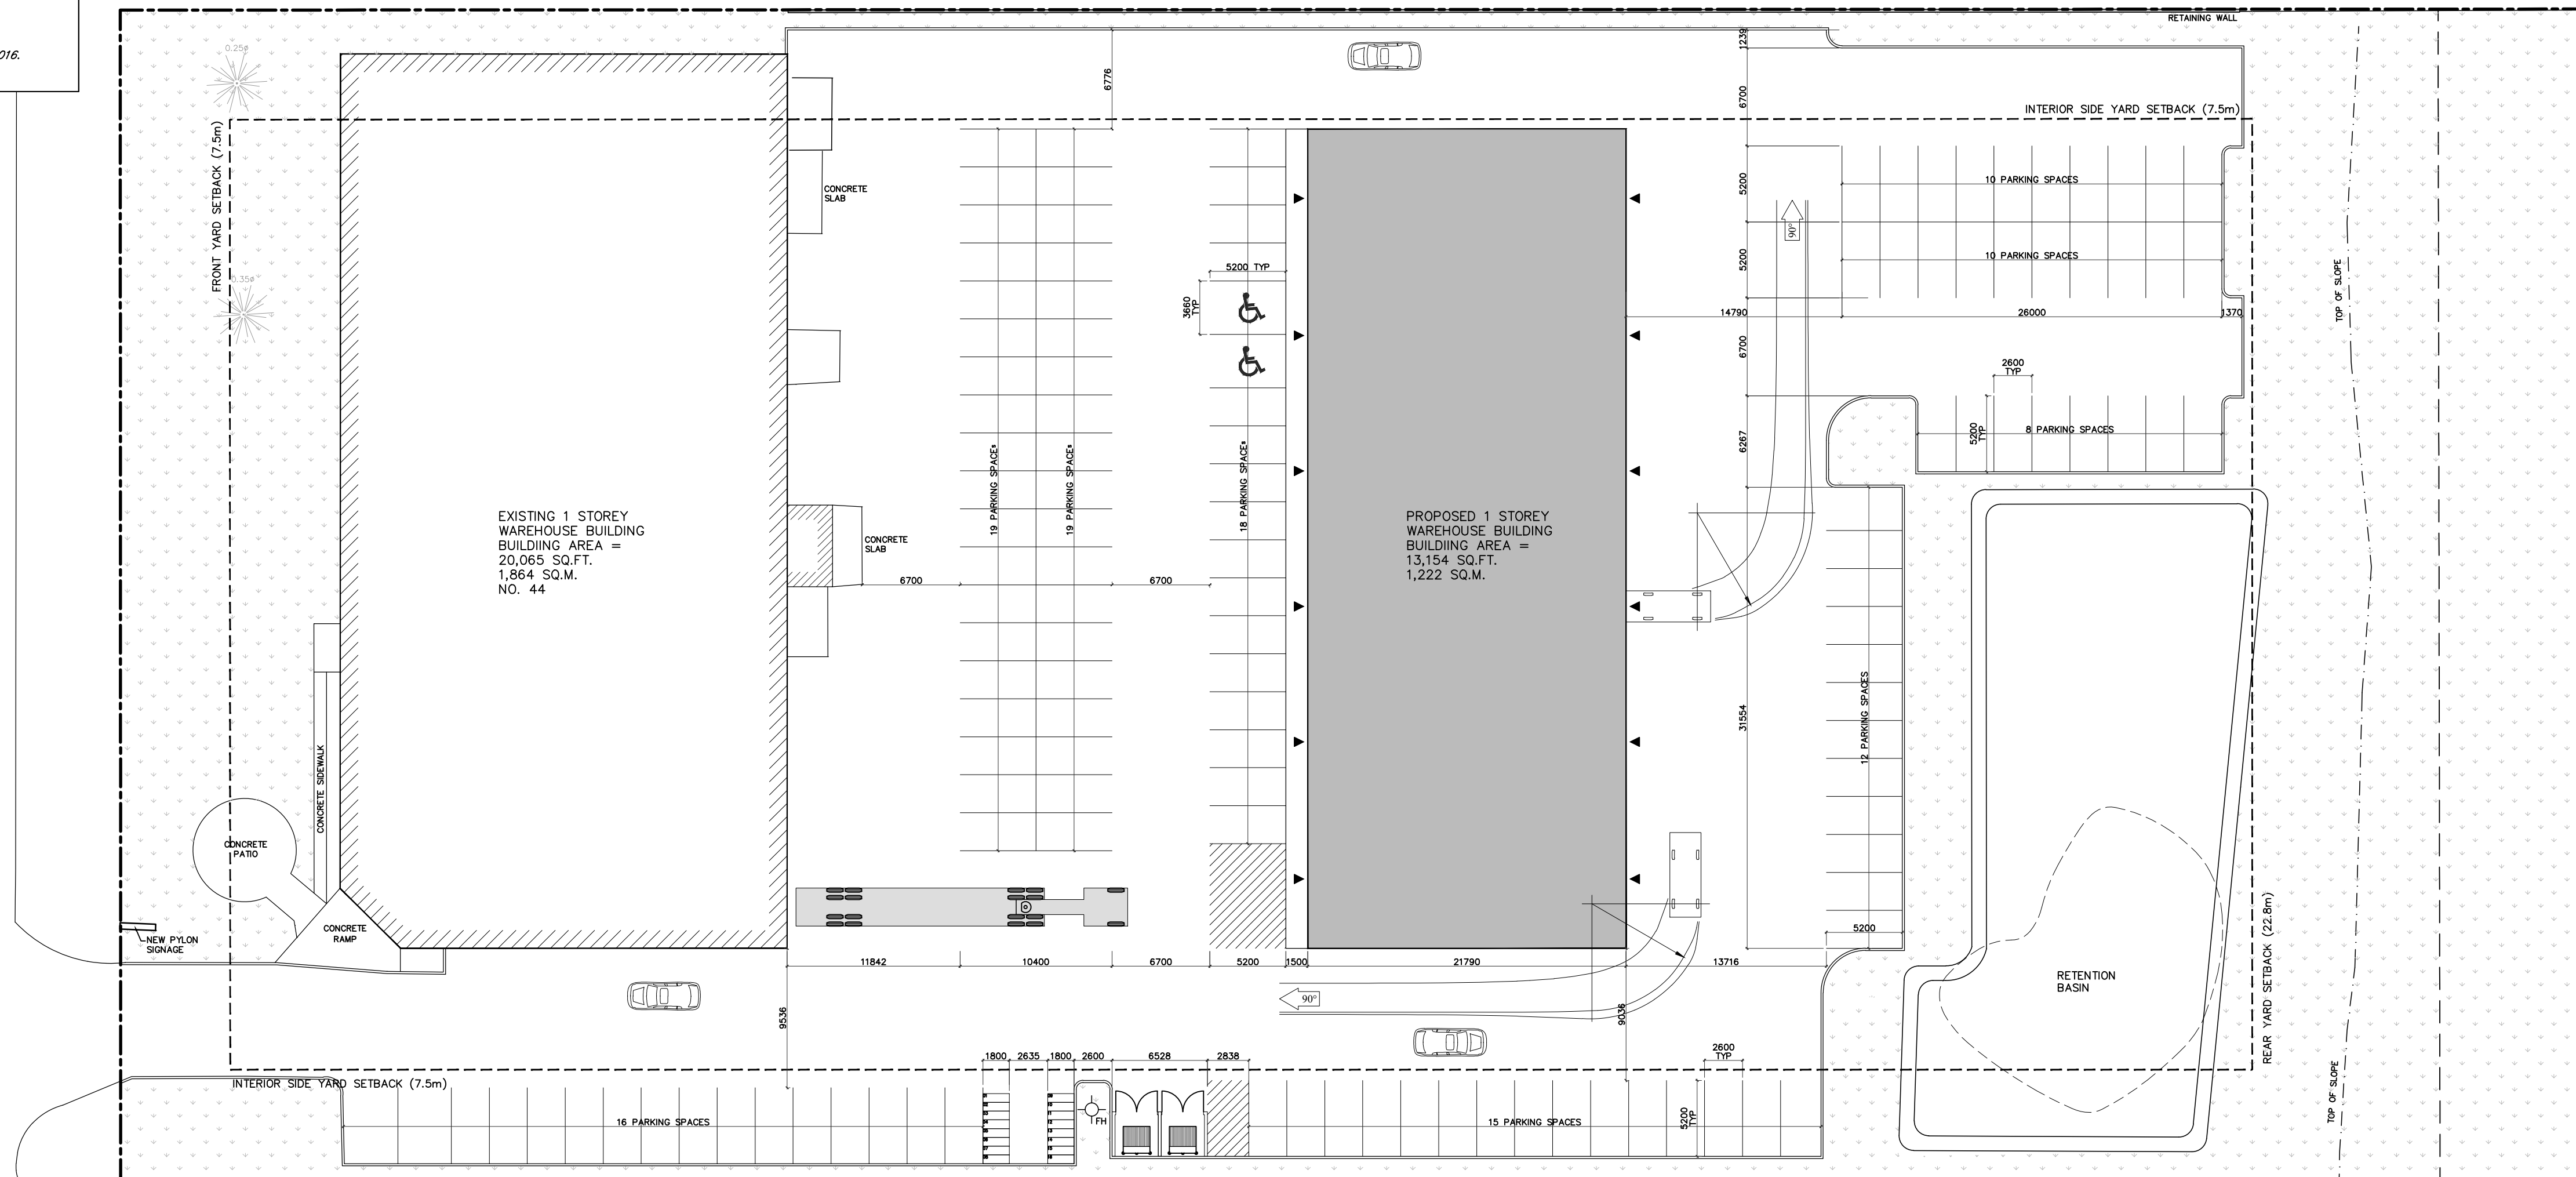 016.
RETAINING WALL
0.25ø
INTERIOR SIDE YARD SETBACK (7.5m)
FRONT YARD SETBACK (7.5m)
6776
1239
6700
5200
5200
6700
6267
31554
CONCRETE
SLAB
10 PARKING SPACES
10 PARKING SPACES
90°
5200 TYP
3660
TYP
0.35ø
TOP OF SLOPE
14790
26000
1370
2600
TYP
5200
TYP
8 PARKING SPACES
19 PARKING SPACEs
19 PARKING SPACEs
18 PARKING SPACEs
EXISTING 1 STOREY
WAREHOUSE BUILDING
BUILDIING AREA =
20,065 SQ.FT.
1,864 SQ.M.
NO. 44
CONCRETE
SLAB
6700
6700
PROPOSED 1 STOREY
WAREHOUSE BUILDING
BUILDIING AREA =
13,154 SQ.FT.
1,222 SQ.M.
12 PARKING SPACES
CONCRETE SIDEWALK
CONCRETE
PATIO
CONCRETE
RAMP
NEW PYLON
SIGNAGE
5200
11842
10400
6700
5200
1500
21790
13716
RETENTION
BASIN
REAR YARD SETBACK (22.8m)
90°
9536
9036
1800
2635
1800
2600
6528
2838
2600
TYP
INTERIOR SIDE YARD SETBACK (7.5m)
16 PARKING SPACES
FH
15 PARKING SPACES
5200
TYP
TOP OF SLOPE